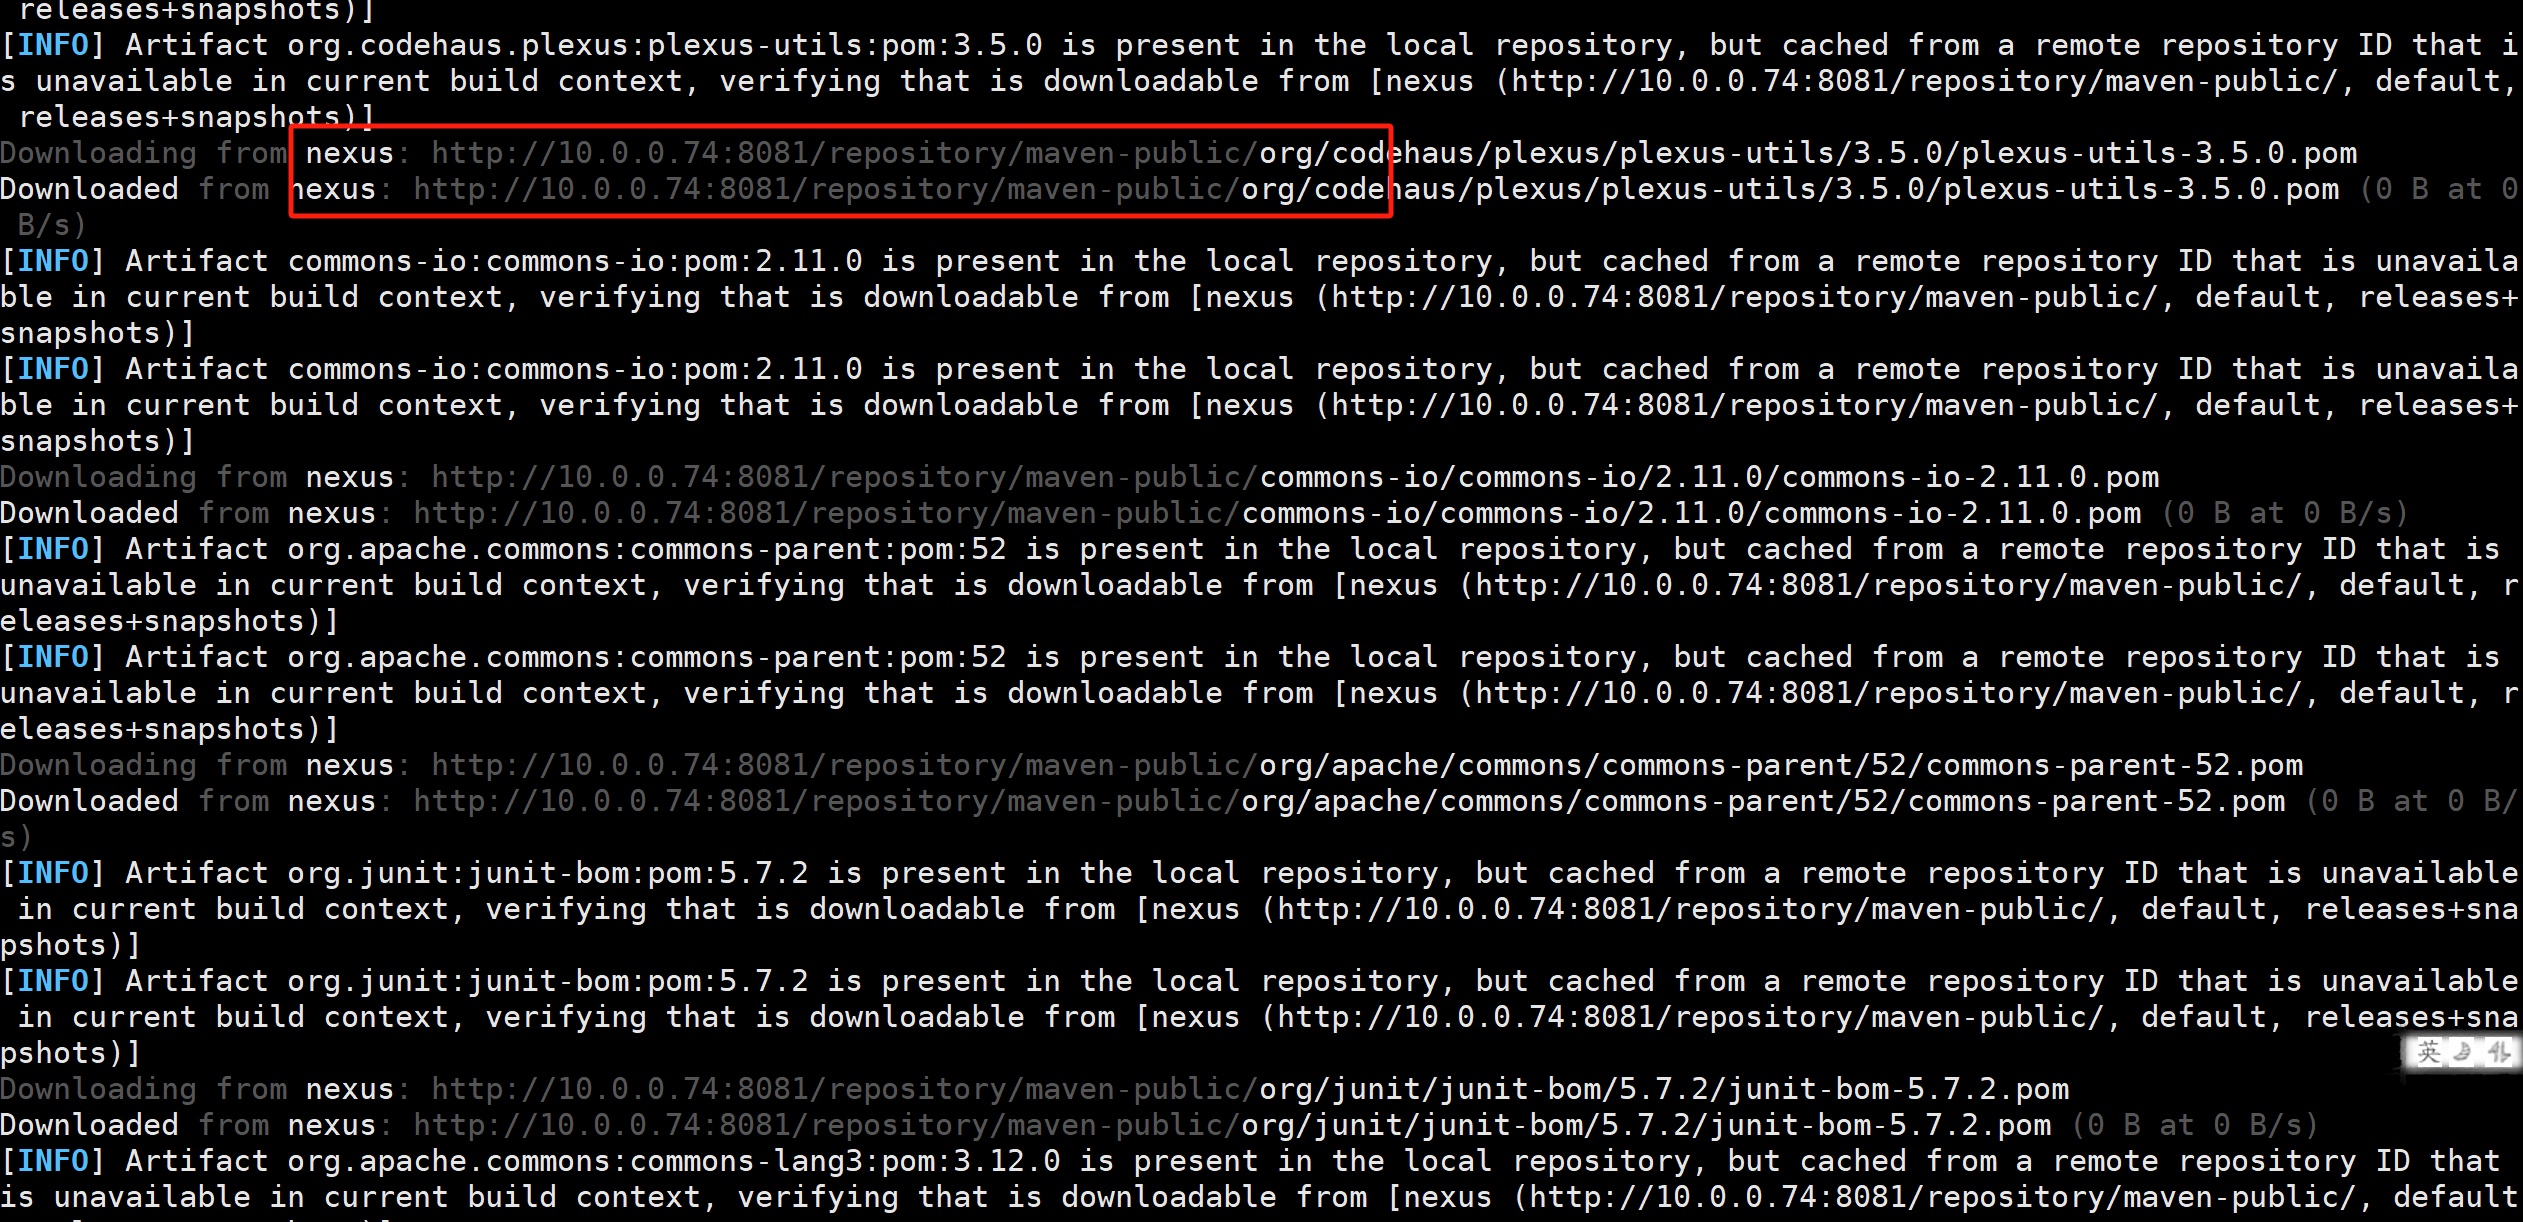 releases+snapshots)]
[INFO] Artifact org.codehaus.plexus:plexus-utils:pom:3.5.0 is present in the local repository, but cached from a remote repository ID that i
s unavailable in current build context, verifying that is downloadable from [nexus (http://10.0.0.74:8081/repository/maven-public/, default,
 releases+snapshots)]
Downloading from nexus: http://10.0.0.74:8081/repository/maven-public/org/codehaus/plexus/plexus-utils/3.5.0/plexus-utils-3.5.0.pom
Downloaded from nexus: http://10.0.0.74:8081/repository/maven-public/org/codehaus/plexus/plexus-utils/3.5.0/plexus-utils-3.5.0.pom (0 B at 0
 B/s)
[INFO] Artifact commons-io:commons-io:pom:2.11.0 is present in the local repository, but cached from a remote repository ID that is unavaila
ble in current build context, verifying that is downloadable from [nexus (http://10.0.0.74:8081/repository/maven-public/, default, releases+
snapshots)]
[INFO] Artifact commons-io:commons-io:pom:2.11.0 is present in the local repository, but cached from a remote repository ID that is unavaila
ble in current build context, verifying that is downloadable from [nexus (http://10.0.0.74:8081/repository/maven-public/, default, releases+
snapshots)]
Downloading from nexus: http://10.0.0.74:8081/repository/maven-public/commons-io/commons-io/2.11.0/commons-io-2.11.0.pom
Downloaded from nexus: http://10.0.0.74:8081/repository/maven-public/commons-io/commons-io/2.11.0/commons-io-2.11.0.pom (0 B at 0 B/s)
[INFO] Artifact org.apache.commons:commons-parent:pom:52 is present in the local repository, but cached from a remote repository ID that is
unavailable in current build context, verifying that is downloadable from [nexus (http://10.0.0.74:8081/repository/maven-public/, default, r
eleases+snapshots)]
[INFO] Artifact org.apache.commons:commons-parent:pom:52 is present in the local repository, but cached from a remote repository ID that is
unavailable in current build context, verifying that is downloadable from [nexus (http://10.0.0.74:8081/repository/maven-public/, default, r
eleases+snapshots)]
Downloading from nexus: http://10.0.0.74:8081/repository/maven-public/org/apache/commons/commons-parent/52/commons-parent-52.pom
Downloaded from nexus: http://10.0.0.74:8081/repository/maven-public/org/apache/commons/commons-parent/52/commons-parent-52.pom (0 B at 0 B/
s)
[INFO] Artifact org.junit:junit-bom:pom:5.7.2 is present in the local repository, but cached from a remote repository ID that is unavailable
 in current build context, verifying that is downloadable from [nexus (http://10.0.0.74:8081/repository/maven-public/, default, releases+sna
pshots)]
[INFO] Artifact org.junit:junit-bom:pom:5.7.2 is present in the local repository, but cached from a remote repository ID that is unavailable
 in current build context, verifying that is downloadable from [nexus (http://10.0.0.74:8081/repository/maven-public/, default, releases+sna
pshots)]
英
Downloading from nexus: http://10.0.0.74:8081/repository/maven-public/org/junit/junit-bom/5.7.2/junit-bom-5.7.2.pom
Downloaded from nexus: http://10.0.0.74:8081/repository/maven-public/org/junit/junit-bom/5.7.2/junit-bom-5.7.2.pom (0 B at 0 B/s)
[INFO] Artifact org.apache.commons:commons-lang3:pom:3.12.0 is present in the local repository, but cached from a remote repository ID that
is unavailable in current build context, verifying that is downloadable from [nexus (http://10.0.0.74:8081/repository/maven-public/, default